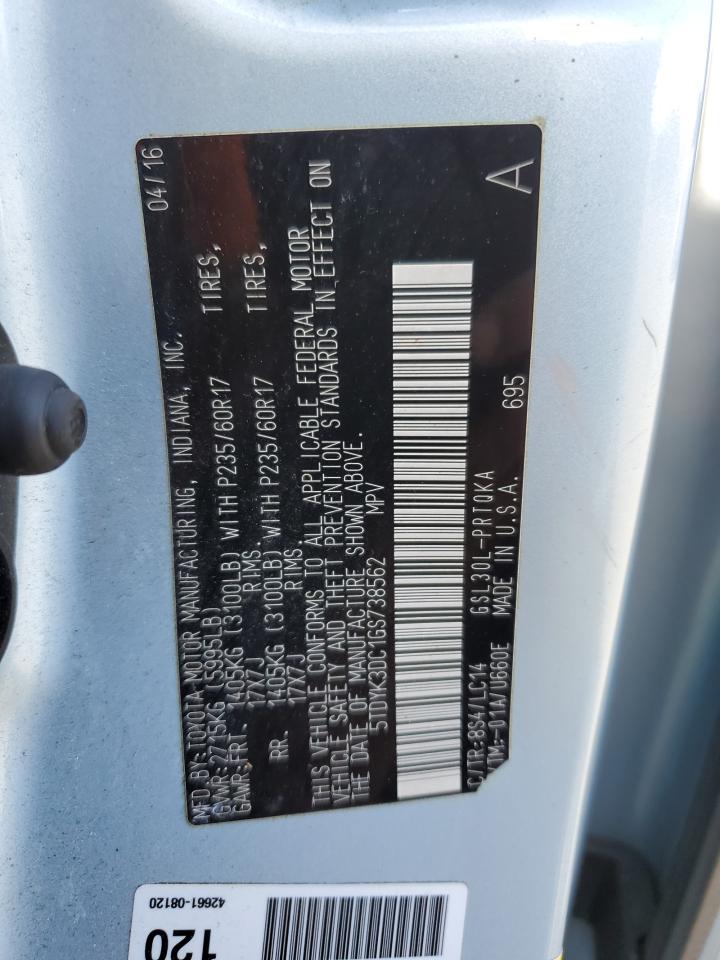 MFD.BY:TOYOTA MOTOR MANUFACTURING, INDIANA, INC. 04/16
GVWR:2715KG (5995LB)
GAWR:FRT. 1405KG (3100LB) WITH P235/60R17 TIRES,
17X7J RIMS.
RR. 1405KG (3100LB) WITH P235/60R17 TIRES,
17X7J RIMS.
THIS VEHICLE CONFORMS TO ALL APPLICABLE FEDERAL MOTOR
VEHICLE SAFETY AND THEFT PREVENTION STANDARDS IN EFFECT ON
THE DATE OF MANUFACTURE SHOWN ABOVE.
5TDYK3DC1GS738562 MPV
C/TR:8S4/LC14 GSL30L-PRTQKA 695 A
/TM-01A/U660E MADE IN U.S.A.
42661-08120
120